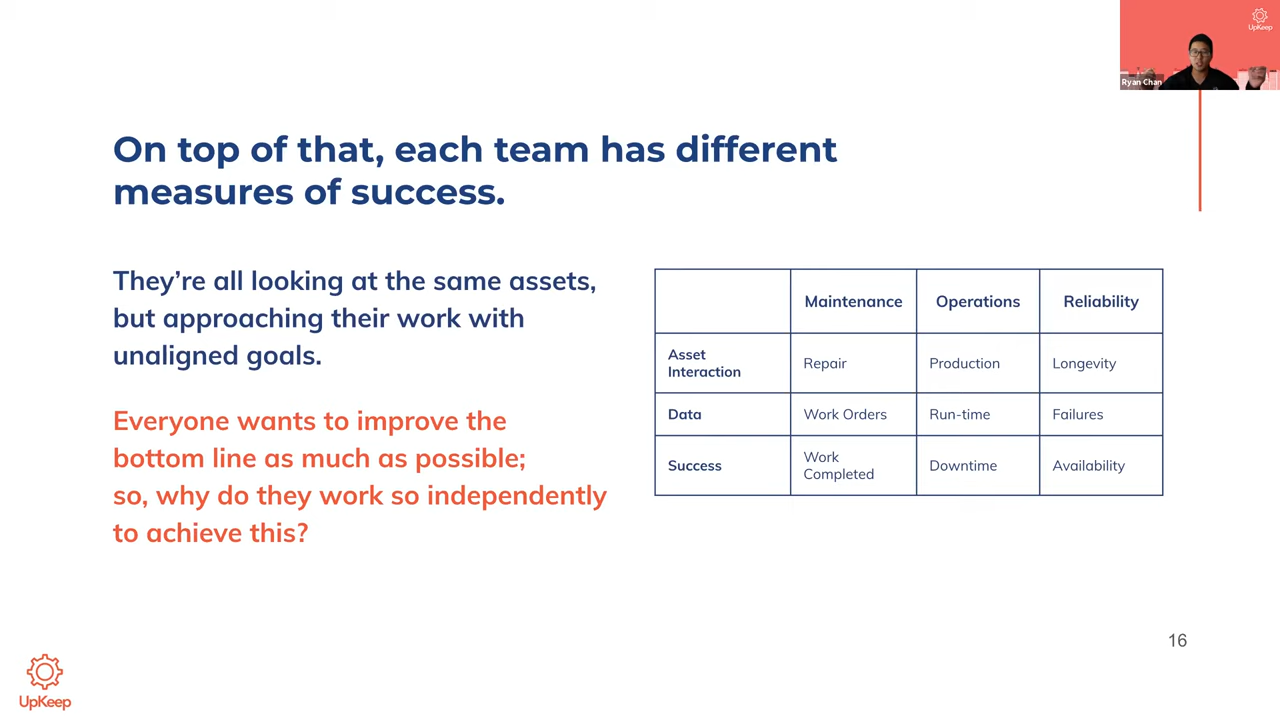 UpKeep
Ryan Chan
On top of that, each team has different
measures of success.
They're all looking at the same assets,
but approaching their work with
unaligned goals.
Everyone wants to improve the
bottom line as much as possible;
so, why do they work so independently
to achieve this?
Maintenance Operations Reliability
Asset
Interaction
Repair Production Longevity
Data Work Orders Run-time Failures
Success
Work
Completed
Downtime Availability
16
UpKeep